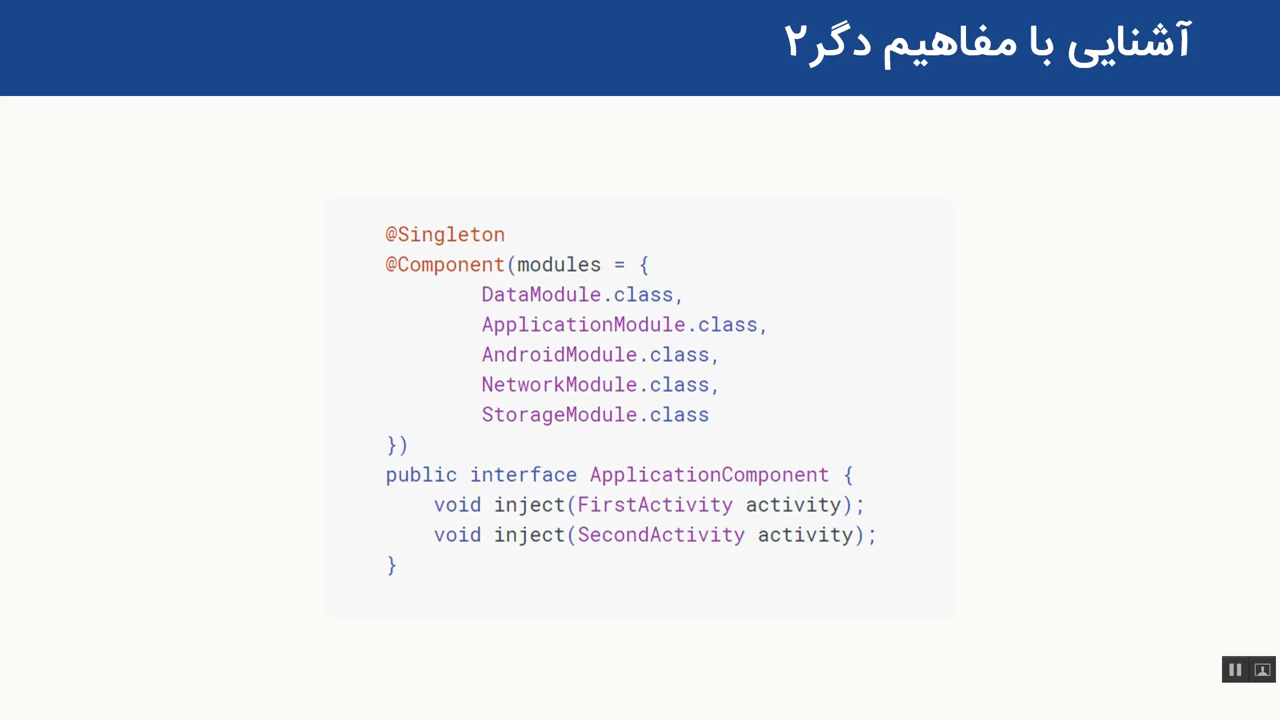 آشنایی با مفاهیم دگر۲
@Singleton
@Component(modules = {
        DataModule.class,
        ApplicationModule.class,
        AndroidModule.class,
        NetworkModule.class,
        StorageModule.class
})
public interface ApplicationComponent {
    void inject(FirstActivity activity);
    void inject(SecondActivity activity);
}